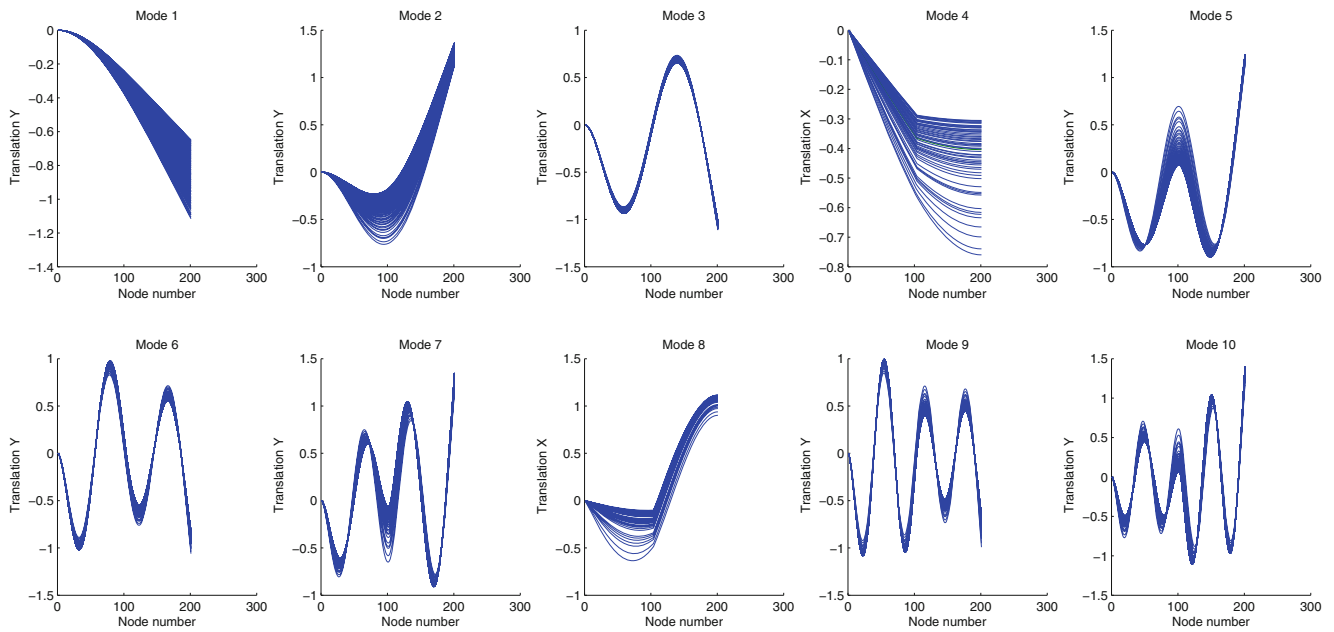 Mode 1
0
−0.2
−0.4
−0.6
−0.8
−1
−1.2
−1.4
Translation Y
0 100 200 300
Node number
Mode 2
1.5
1
0.5
0
−0.5
−1
Translation Y
0 100 200 300
Node number
Mode 3
1
0.5
0
−0.5
−1
−1.5
Translation Y
0 100 200 300
Node number
Mode 4
0
−0.1
−0.2
−0.3
−0.4
−0.5
−0.6
−0.7
−0.8
Translation X
0 100 200 300
Node number
Mode 5
1.5
1
0.5
0
−0.5
−1
Translation Y
0 100 200 300
Node number
Mode 6
1
0.5
0
−0.5
−1
−1.5
Translation Y
0 100 200 300
Node number
Mode 7
1.5
1
0.5
0
−0.5
−1
Translation Y
0 100 200 300
Node number
Mode 8
1.5
1
0.5
0
−0.5
−1
Translation X
0 100 200 300
Node number
Mode 9
1
0.5
0
−0.5
−1
−1.5
Translation Y
0 100 200 300
Node number
Mode 10
1.5
1
0.5
0
−0.5
−1
−1.5
Translation Y
0 100 200 300
Node number